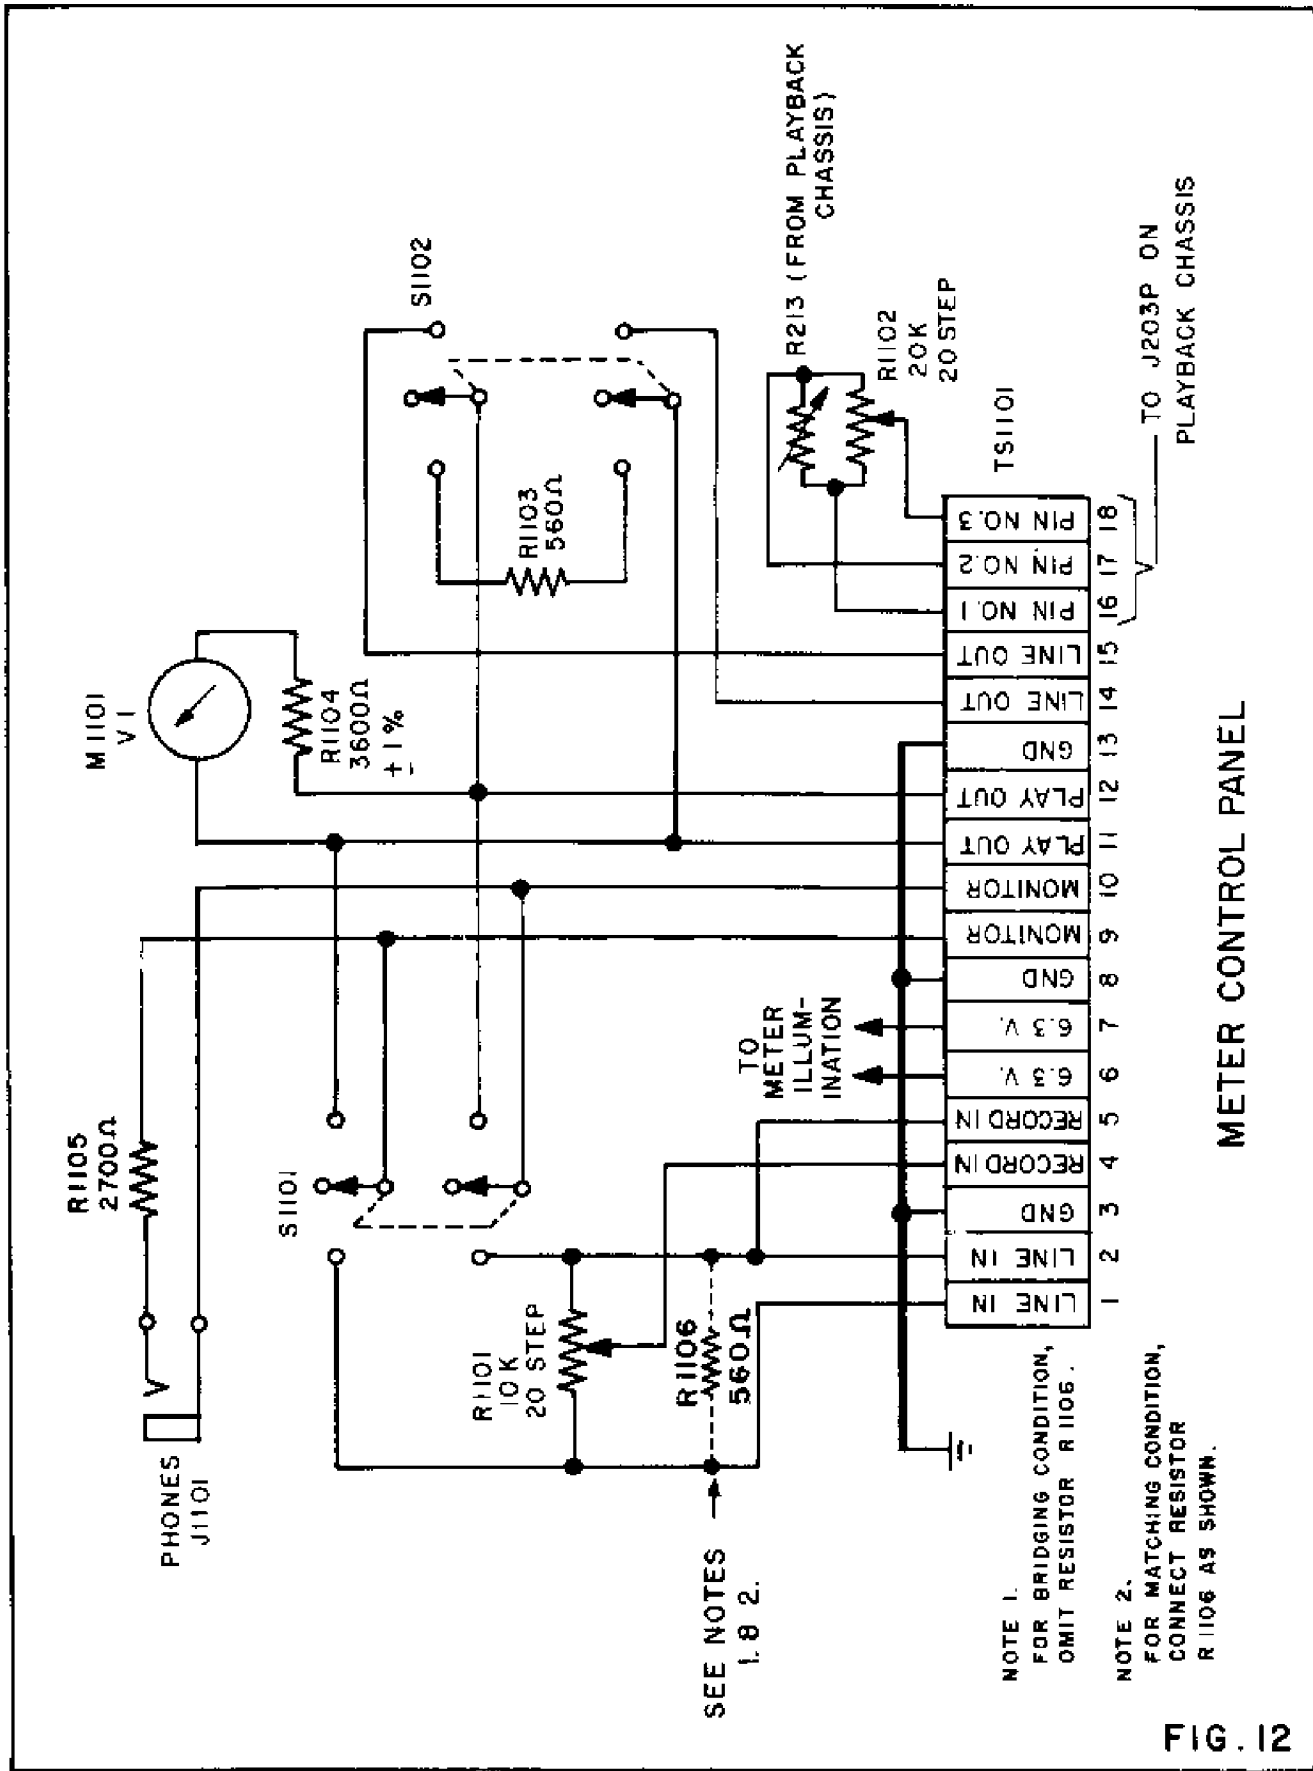 PHONES
J1101
R1105
2700Ω
M1101
V I
S1101
R1104
3600Ω
± 1%
S1102
R1103
560Ω
R1101
10 K
20 STEP
R1106
560Ω
SEE NOTES
1. & 2.
TO
METER
ILLUM-
INATION
R213 (FROM PLAYBACK
CHASSIS)
R1102
20K
20 STEP
TS1101
LINE IN
LINE IN
GND
RECORD IN
RECORD IN
6.3 V.
6.3 V.
GND
MONITOR
MONITOR
PLAY OUT
PLAY OUT
GND
LINE OUT
LINE OUT
PIN NO.1
PIN NO.2
PIN NO.3
1 2 3 4 5 6 7 8 9 10 11 12 13 14 15 16 17 18
TO J203P ON
PLAYBACK CHASSIS
NOTE 1.
FOR BRIDGING CONDITION,
OMIT RESISTOR R1106.
NOTE 2.
FOR MATCHING CONDITION,
CONNECT RESISTOR
R1106 AS SHOWN.
METER CONTROL PANEL
FIG. 12